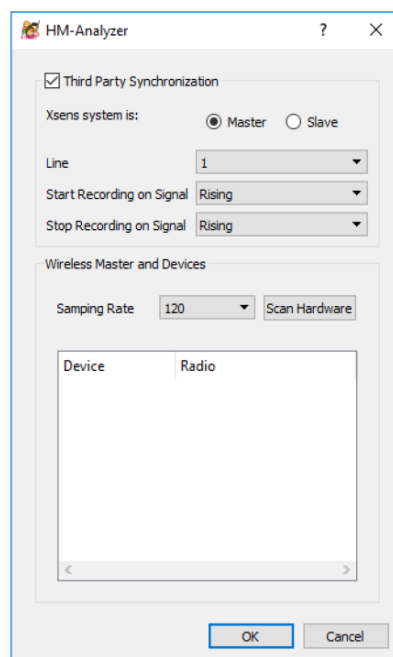 HM-Analyzer ? ×
Third Party Synchronization
Xsens system is: Master Slave
Line 1
Start Recording on Signal Rising
Stop Recording on Signal Rising
Wireless Master and Devices
Samping Rate 120 Scan Hardware
Device Radio
OK Cancel